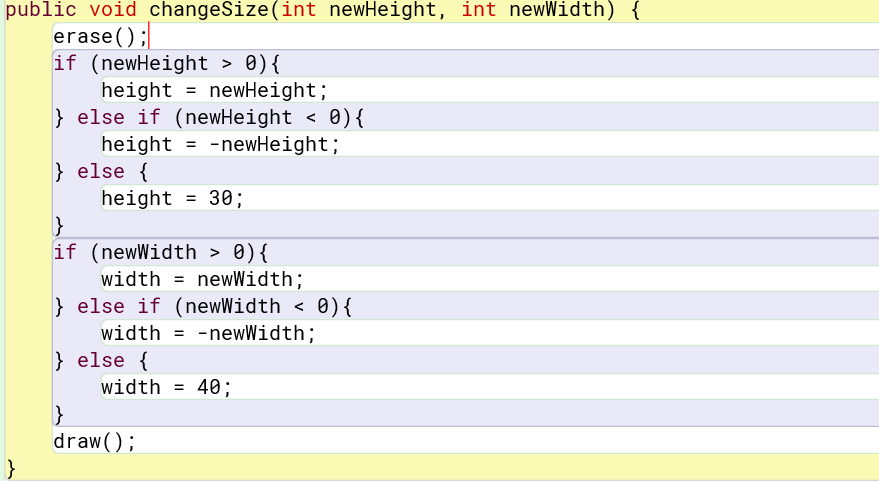 public void changeSize(int newHeight, int newWidth) {
    erase();
    if (newHeight > 0){
        height = newHeight;
    } else if (newHeight < 0){
        height = -newHeight;
    } else {
        height = 30;
    }
    if (newWidth > 0){
        width = newWidth;
    } else if (newWidth < 0){
        width = -newWidth;
    } else {
        width = 40;
    }
    draw();
}